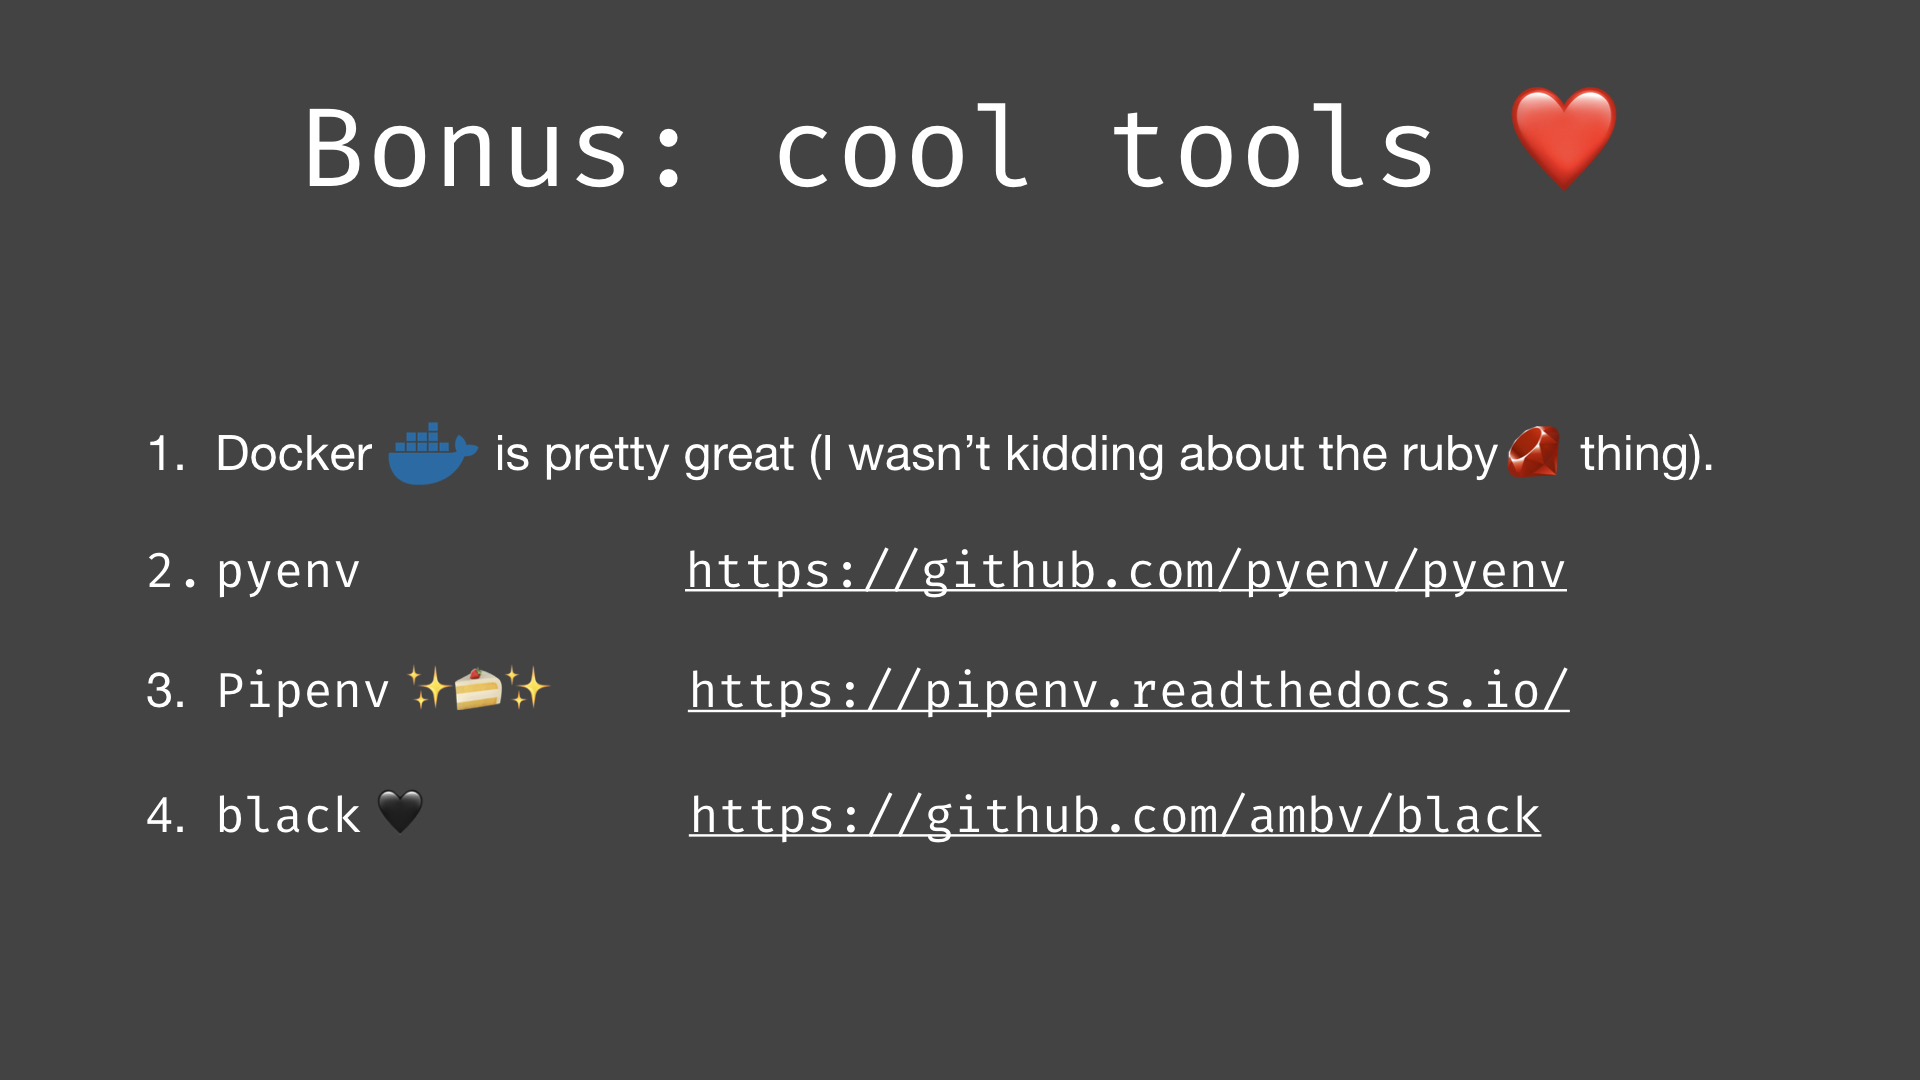 Bonus: cool tools ❤️
1. Docker is pretty great (I wasn’t kidding about the ruby thing).
2. pyenv https://github.com/pyenv/pyenv
3. Pipenv ✨🍰✨ https://pipenv.readthedocs.io/
4. black 🖤 https://github.com/ambv/black